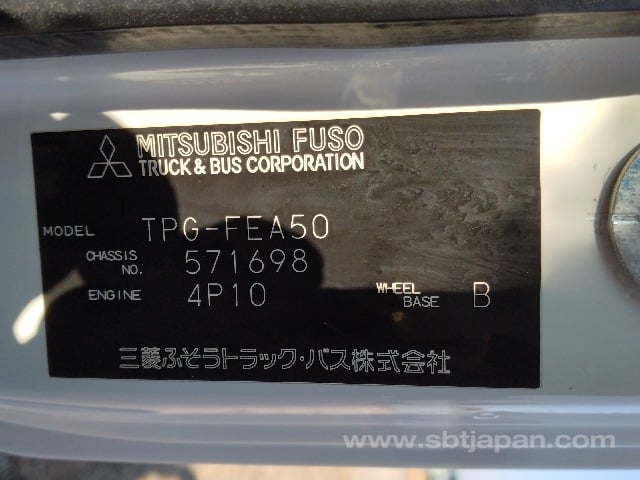 MITSUBISHI FUSO
TRUCK & BUS CORPORATION
MODEL TPG-FEA50
CHASSIS NO. 571698
ENGINE 4P10 WHEEL BASE B
三菱ふそうトラック・バス株式会社
www.sbtjapan.com